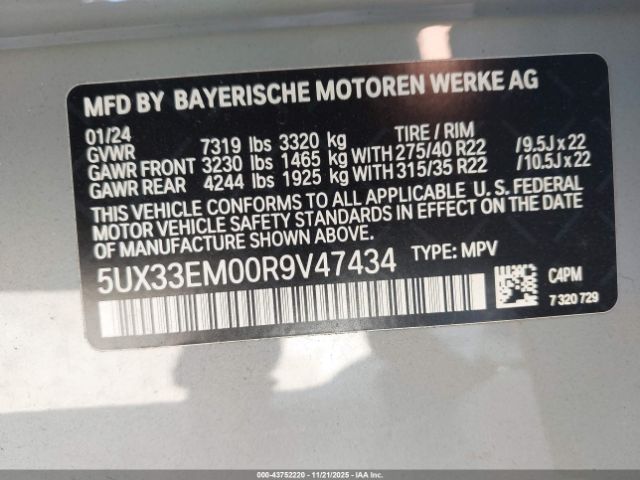 MFD BY BAYERISCHE MOTOREN WERKE AG
01/24
GVWR 7319 lbs 3320 kg TIRE / RIM
GAWR FRONT 3230 lbs 1465 kg WITH 275/40 R22 /9.5J x 22
GAWR REAR 4244 lbs 1925 kg WITH 315/35 R22 /10.5J x 22
THIS VEHICLE CONFORMS TO ALL APPLICABLE U. S. FEDERAL
MOTOR VEHICLE SAFETY STANDARDS IN EFFECT ON THE DATE
OF MANUFACTURE SHOWN ABOVE.
5UX33EM00R9V47434 TYPE: MPV
C4PM
7 320 729
000-43752220 - 11/21/2025 - IAAI.COM